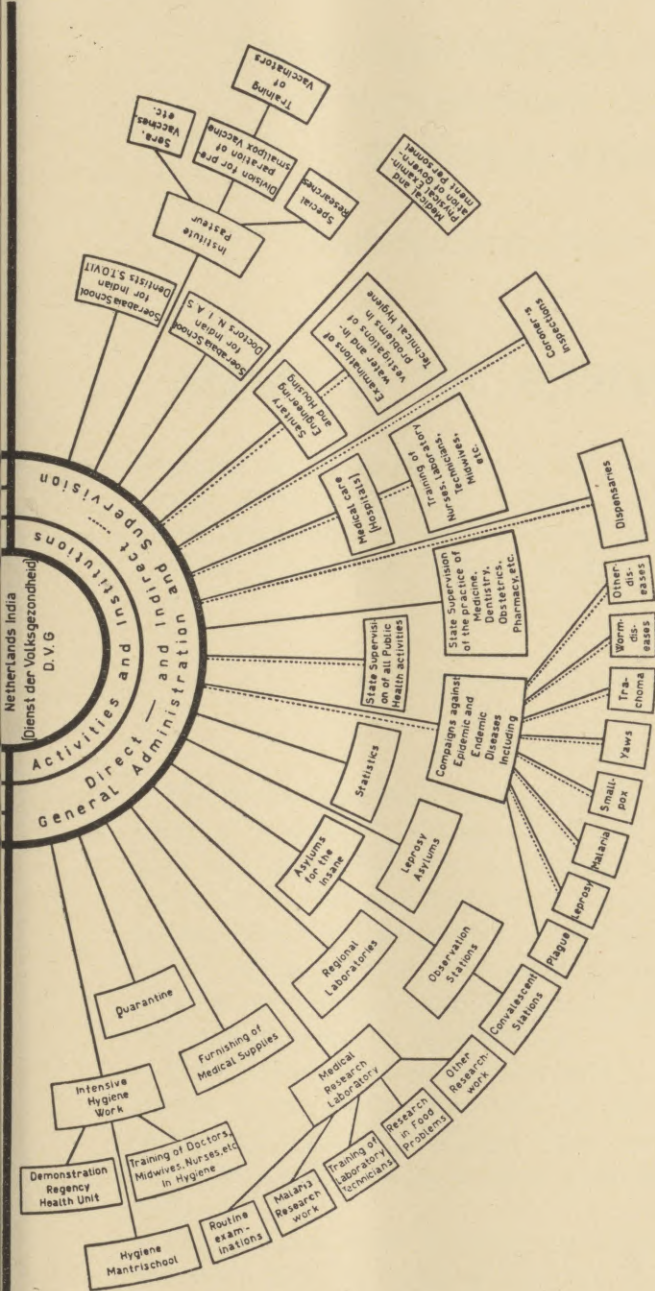 Netherlands India
Dienst der Volksgezondheid
D.V.G
Activities and Institutions
Direct — and Indirect ..... Supervision
General Administration and
Soerabaia School
for Indian
Dentists S.T.O.V.I.T
Pasteur
Institute
Sera,
Vaccines,
etc.
Division for pre-
paration of
smallpox Vaccine
Training
of
Vaccinators
Special
Researches
Soerabaia School
for Indian
Doctors N I A S
Medical and
Physical Examin-
ation of Govern-
ment Personnel
Sanitary
Engineering
and Housing
Examinations of
water and in-
vestigations of
problems in
Technical Hygiene
Coroner's
Inspections
Medical care
[Hospitals]
Training of
Nurses, Laboratory
Technicians,
Midwives,
etc.
Dispensaries
State Supervision
of the practice of
Medicine,
Dentistry,
Obstetrics,
Pharmacy, etc.
State Supervisi-
on of all Public
Health activities
Compaigns against
Epidemic and
Endemic
Diseases
Including
Other
dis-
eases
Worm-
dis-
eases
Tra-
choma
Yaws
Small-
pox
Malaria
Leprosy
Plague
Statistics
Leprosy
Asylums
Asylums
for the
insane
Observation
Stations
Convalescent
Stations
Regional
Laboratories
Medical
Research
Laboratory
Other
Research-
work
Research
in Food
Problems
Training of
Laboratory
Technicians
Malaria
Research
work
Routine
exam-
inations
Furnishing of
Medical Supplies
Quarantine
Intensive
Hygiene
Work
Training of Doctors,
Midwives, Nurses, etc
In Hygiene
Hygiene
Mantrischool
Demonstration
Regency
Health Unit